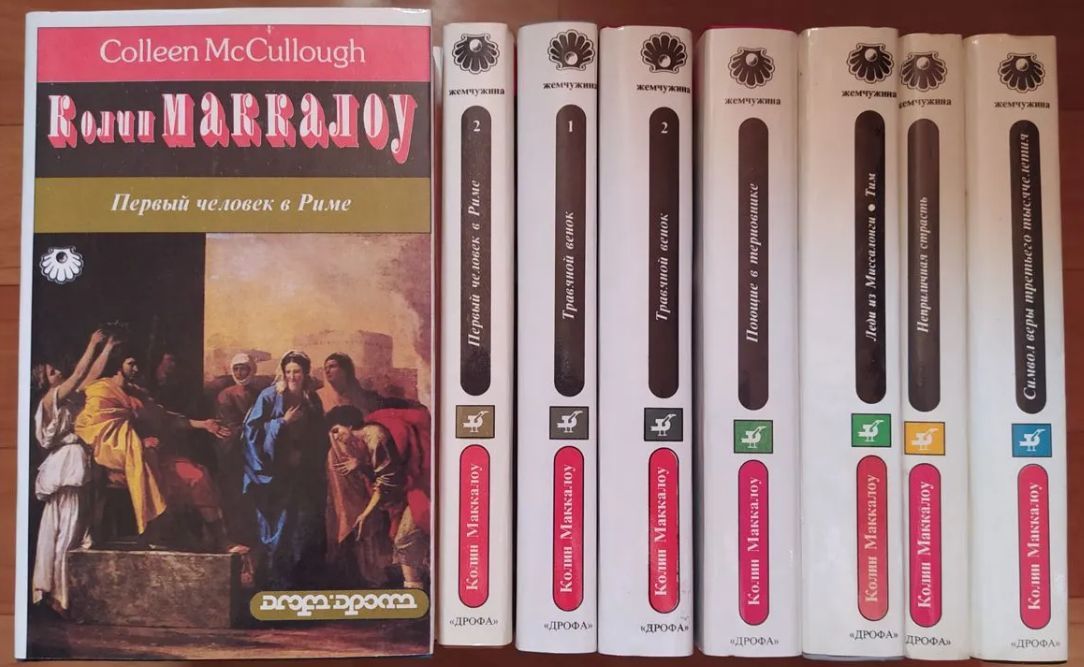 Colleen McCullough
Колин МАККАЛОУ
Первый человек в Риме
дрофа·дрофа
жемчужина
2
Первый человек в Риме
Колин Маккалоу
«ДРОФА»
жемчужина
1
Травяной венок
Колин Маккалоу
«ДРОФА»
жемчужина
2
Травяной венок
Колин Маккалоу
«ДРОФА»
жемчужина
Поющие в терновнике
Колин Маккалоу
«ДРОФА»
жемчужина
Леди из Миссалонги • Тим
Колин Маккалоу
«ДРОФА»
жемчужина
Неприличная страсть
Колин Маккалоу
«ДРОФА»
жемчужина
Символ веры третьего тысячелетия
Колин Маккалоу
«ДРОФА»